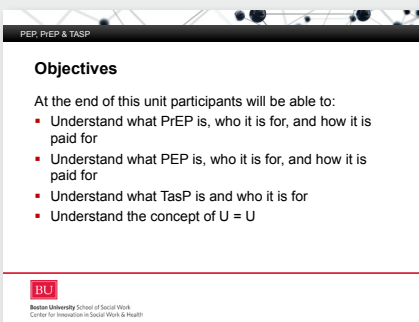 PEP, PrEP & TASP
Objectives
At the end of this unit participants will be able to:
▪ Understand what PrEP is, who it is for, and how it is
paid for
▪ Understand what PEP is, who it is for, and how it is
paid for
▪ Understand what TasP is and who it is for
▪ Understand the concept of U = U
BU
Boston University School of Social Work
Center for Innovation in Social Work & Health